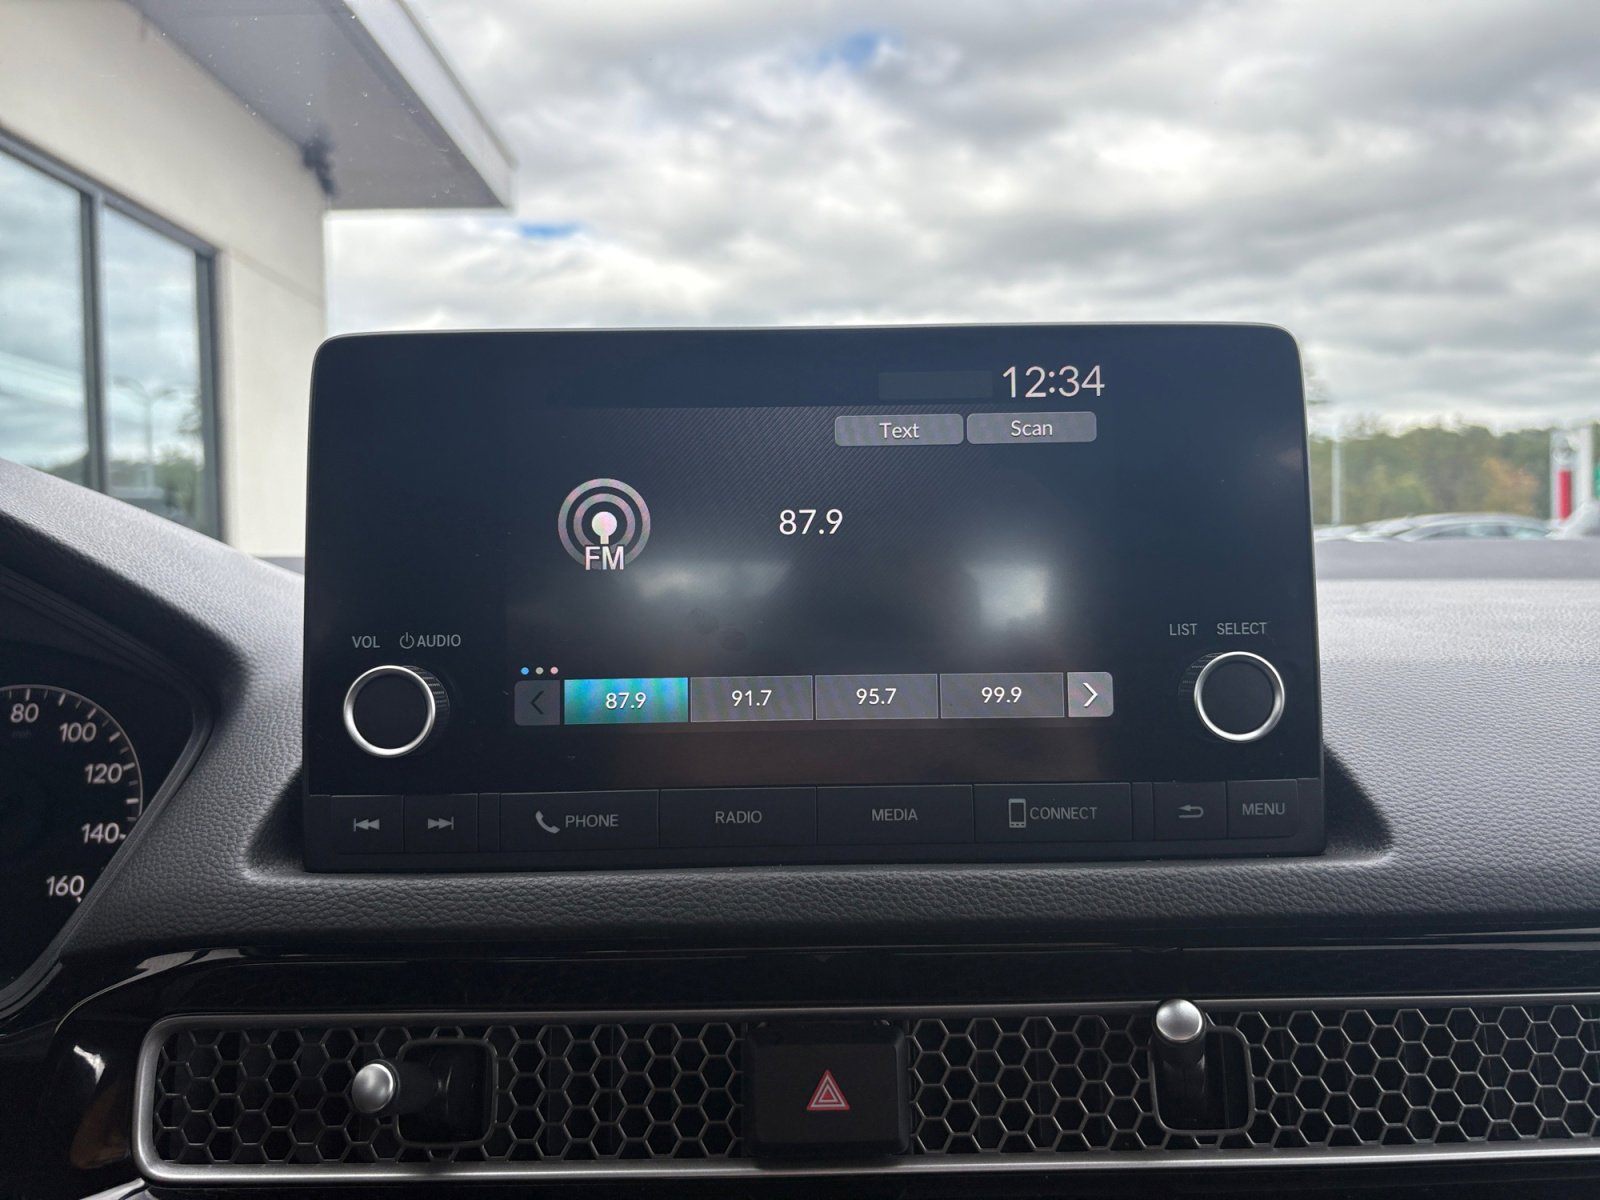 12:34
Text Scan
FM
87.9
VOL AUDIO
LIST SELECT
87.9 91.7 95.7 99.9
PHONE RADIO MEDIA CONNECT MENU
80
100
120
140
160